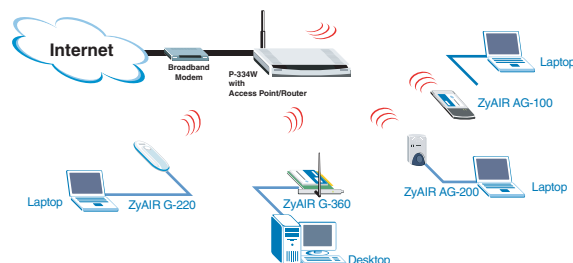 Internet
Broadband
Modem
P-334W
with
Access Point/Router
Laptop
ZyAIR AG-100
Laptop
ZyAIR G-220
ZyAIR G-360
Desktop
ZyAIR AG-200
Laptop